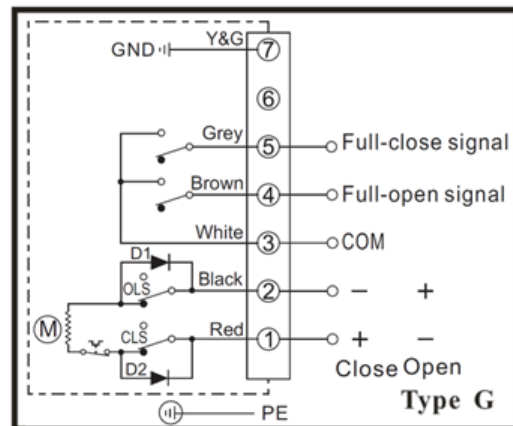 GND Y&G ⑦
⑥
Grey ⑤ Full-close signal
Brown ④ Full-open signal
White ③ COM
D1
OLS Black ② − +
M
CLS Red ① + −
D2 Close Open
PE Type G